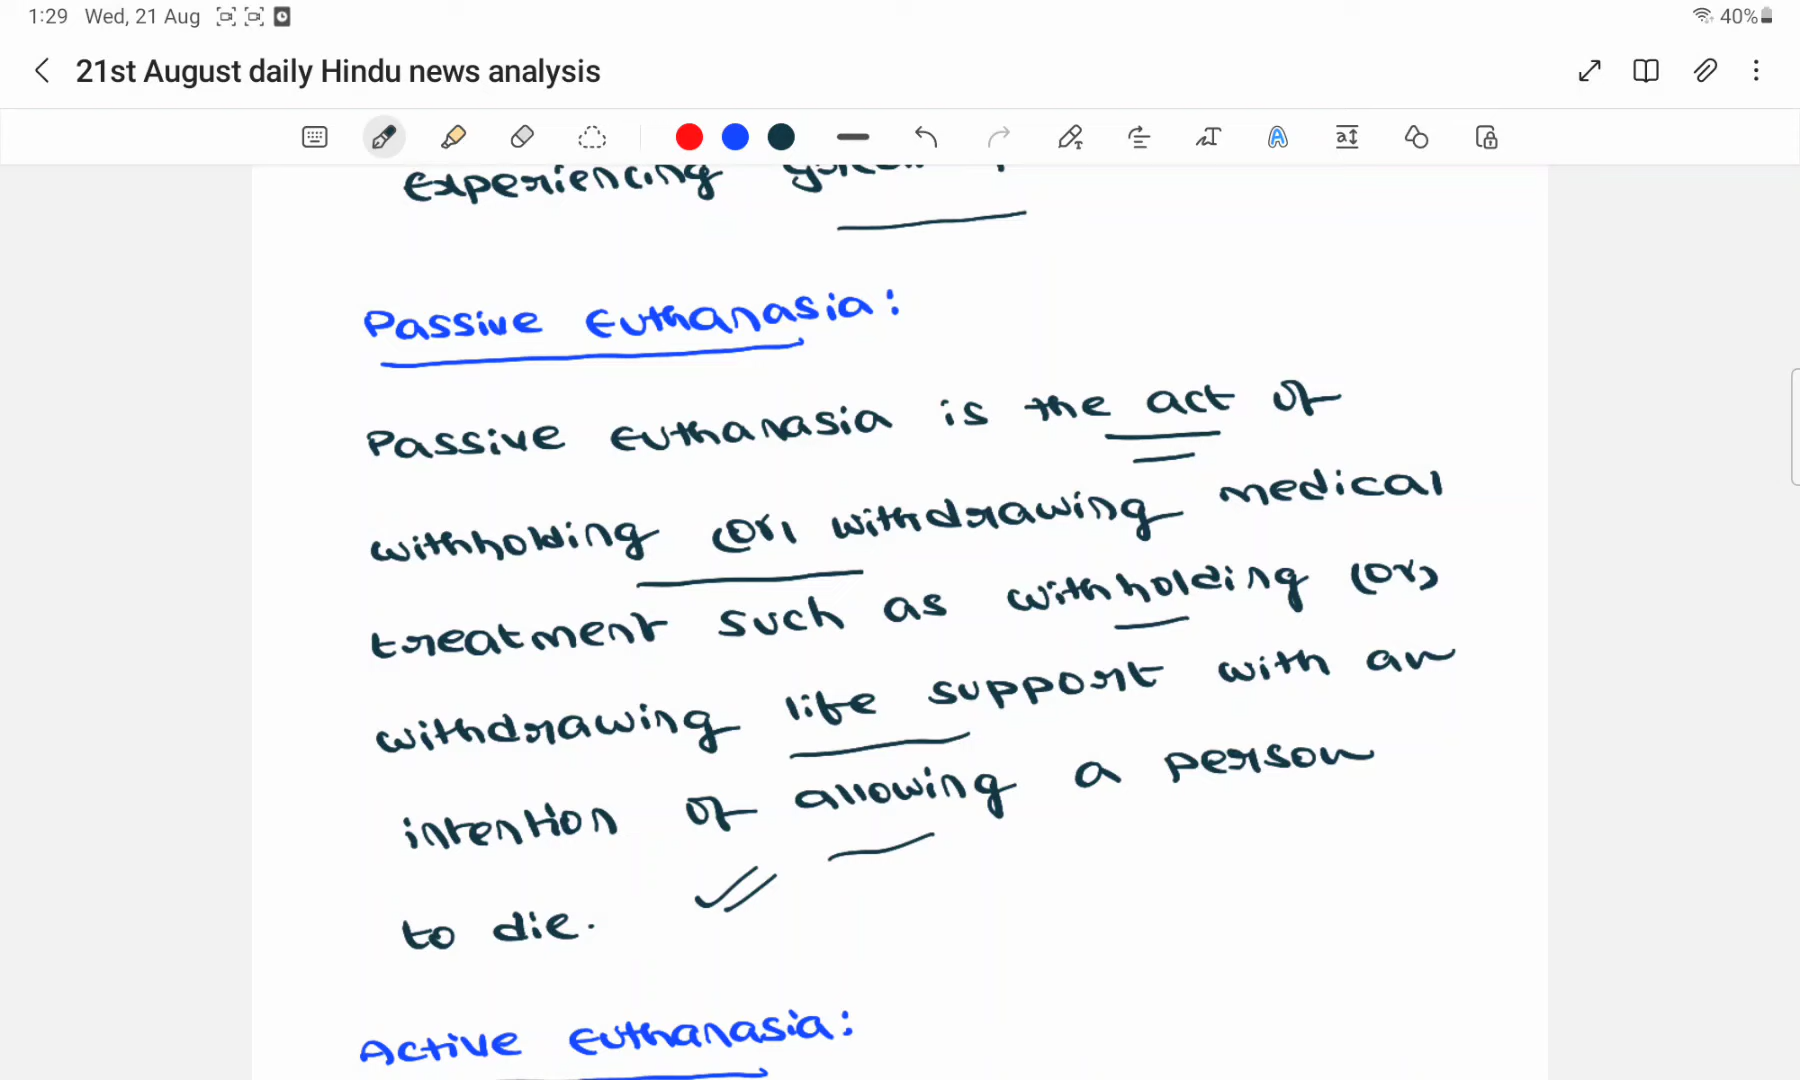 1:29 Wed, 21 Aug 40%
21st August daily Hindu news analysis
Experiencing
Passive Euthanasia:
Passive Euthanasia is the act of
withholding (or) withdrawing medical
treatment such as withholding (or)
withdrawing life support with an
intention of allowing a person
to die.
Active Euthanasia: